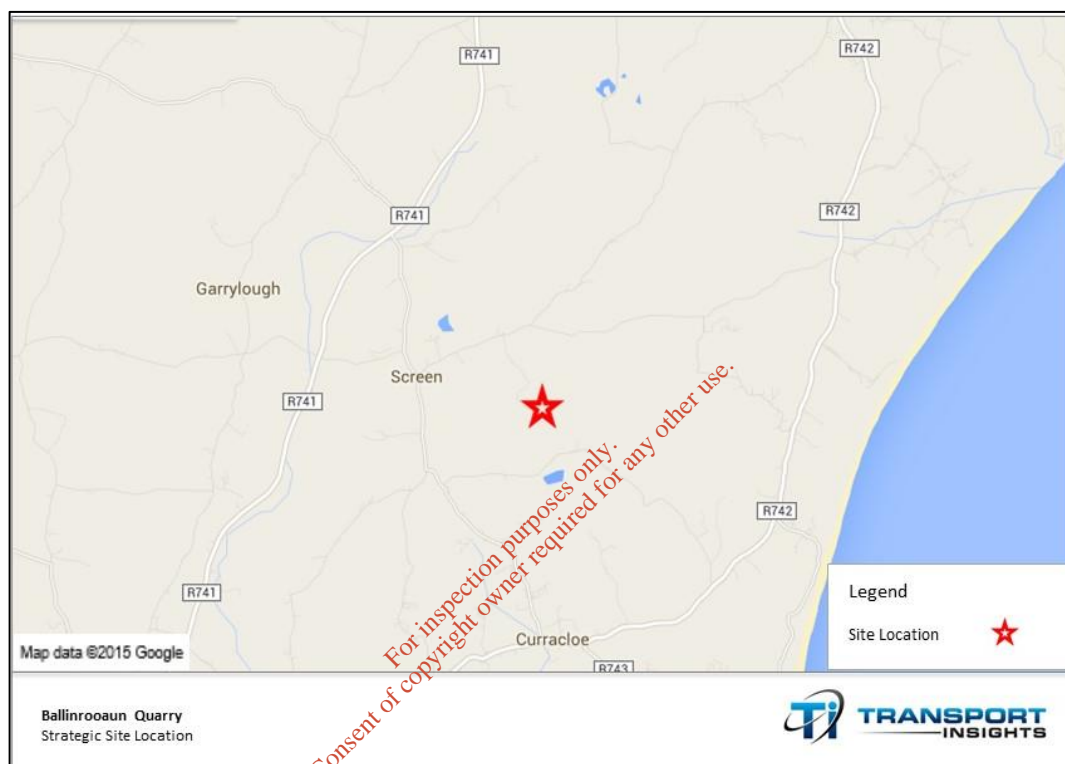 R741
R742
R741
R742
Garrylough
Screen
R741
R742
R741
Curracloe
R743
For inspection purposes only.
Consent of copyright owner required for any other use.
Legend
Site Location
Map data ©2015 Google
Ballinrooaun Quarry
Strategic Site Location
Ti TRANSPORT
INSIGHTS